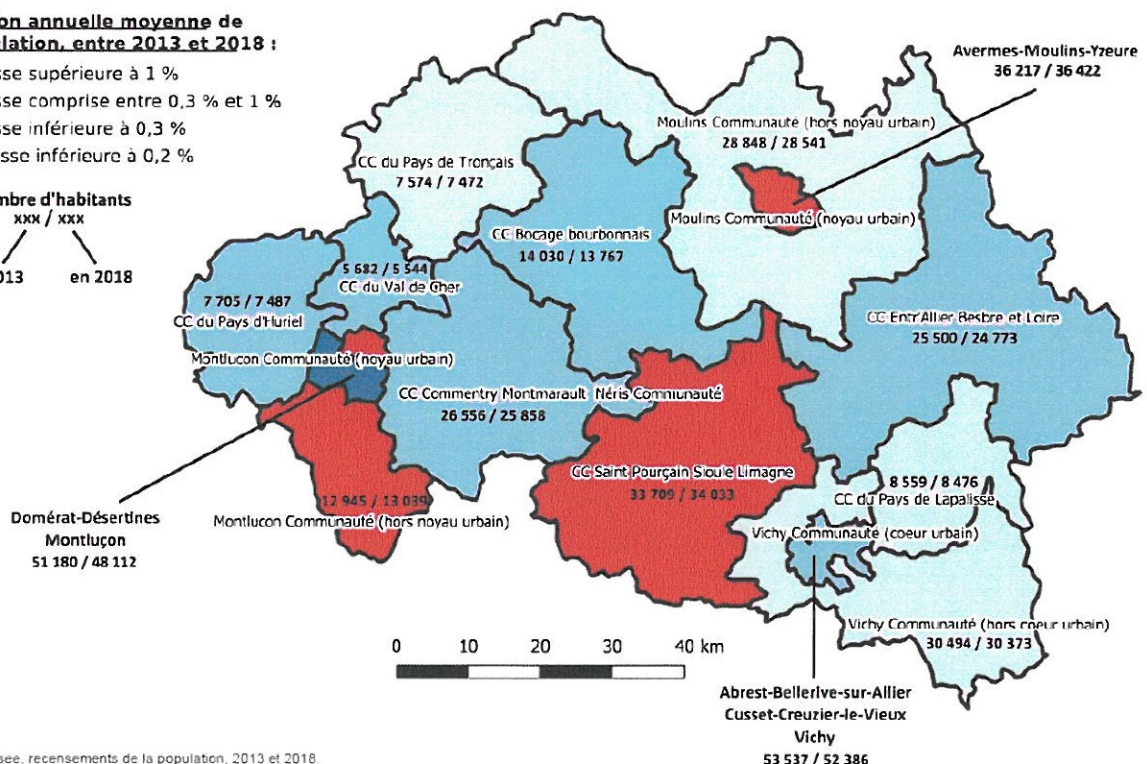 on annuelle moyenne de
lation, entre 2013 et 2018 :
sse supérieure à 1 %
sse comprise entre 0,3 % et 1 %
sse inférieure à 0,3 %
sse inférieure à 0,2 %
mbre d'habitants
xxx / xxx
013 en 2018
Avermes-Moulins-Yzeure
36 217 / 36 422
Moulins Communauté (hors noyau urbain)
28 848 / 28 541
CC du Pays de Tronçais
7 574 / 7 472
Moulins Communauté (noyau urbain)
CC Bocage bourbonnais
14 030 / 13 767
5 682 / 5 544
CC du Val de Cher
7 705 / 7 487
CC du Pays d'Huriel
CC Entr'Allier Besbre et Loire
25 500 / 24 773
Montluçon Communauté (noyau urbain)
CC Commentry Montmarault Néris Communauté
26 556 / 25 858
CC Saint Pourçain Sioule Limagne
33 709 / 34 033
8 559 / 8 476
CC du Pays de Lapalisse
12 945 / 13 039
Montlucon Communauté (hors noyau urbain)
Domérat-Désertines
Montluçon
51 180 / 48 112
Vichy Communauté (coeur urbain)
Vichy Communauté (hors coeur urbain)
30 494 / 30 373
0 10 20 30 40 km
Abrest-Bellerive-sur-Allier
Cusset-Creuzier-le-Vieux
Vichy
53 537 / 52 386
see, recensements de la population, 2013 et 2018.